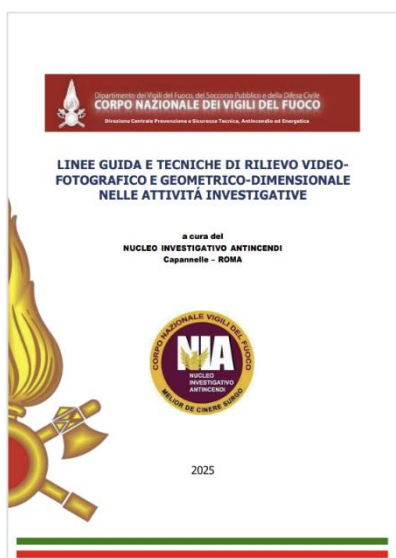 Dipartimento dei Vigili del Fuoco, del Soccorso Pubblico e della Difesa Civile
CORPO NAZIONALE DEI VIGILI DEL FUOCO
Direzione Centrale Prevenzione e Sicurezza Tecnica, Antincendio ed Energetica
LINEE GUIDA E TECNICHE DI RILIEVO VIDEO-
FOTOGRAFICO E GEOMETRICO-DIMENSIONALE
NELLE ATTIVITÁ INVESTIGATIVE
a cura del
NUCLEO INVESTIGATIVO ANTINCENDI
Capannelle – ROMA
CORPO NAZIONALE VIGILI DEL FUOCO
NIA
NUCLEO
INVESTIGATIVO
ANTINCENDI
MELIOR DE CINERE SURGO
2025